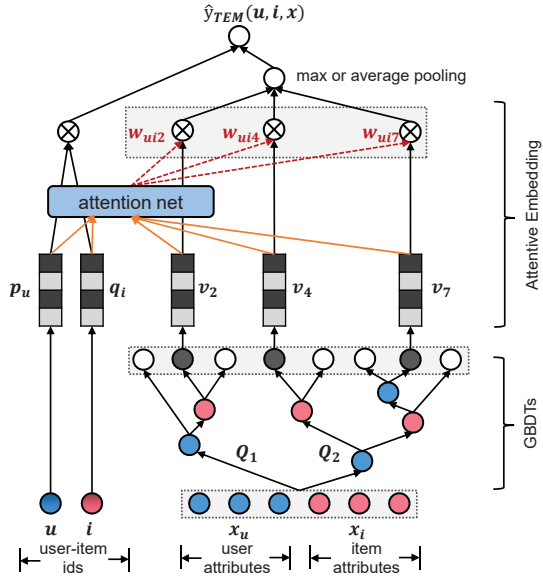 ŷ_TEM(u, i, x)
max or average pooling
w_ui2 w_ui4 w_ui7
attention net
Attentive Embedding
p_u q_i v_2 v_4 v_7
GBDTs
Q_1 Q_2
u i x_u x_i
user-item ids
user attributes
item attributes